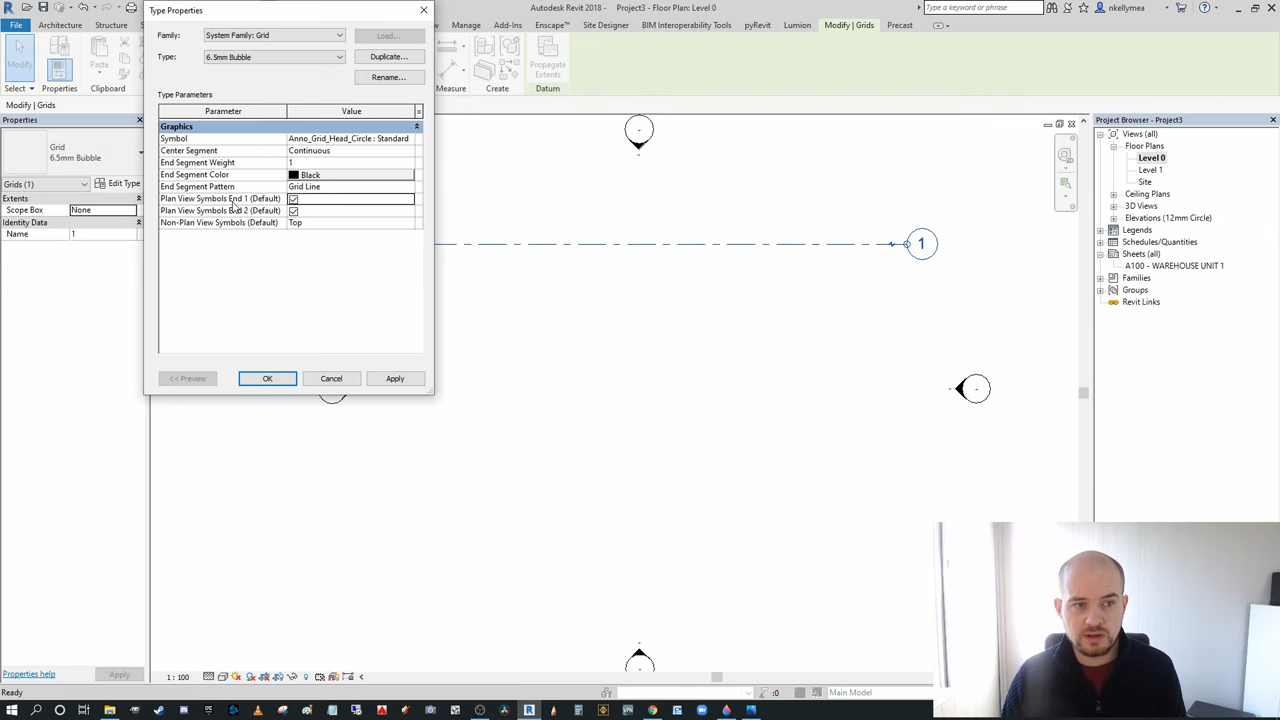 Type Properties
Family:
System Family: Grid
Load...
Type:
6.5mm Bubble
Duplicate...
Rename...
Type Parameters
Parameter
Value
=
Graphics
Symbol
Anno_Grid_Head_Circle : Standard
Center Segment
Continuous
End Segment Weight
1
End Segment Color
Black
End Segment Pattern
Grid Line
Plan View Symbols End 1 (Default)
Plan View Symbols End 2 (Default)
Non-Plan View Symbols (Default)
Top
<< Preview
OK
Cancel
Apply
Autodesk Revit 2018 - Project3 - Floor Plan: Level 0
Type a keyword or phrase
nkellymea
File
Architecture
Manage
Add-Ins
Enscape™
Site Designer
BIM Interoperability Tools
pyRevit
Lumion
Modify | Grids
Precast
Modify
Paste
Propagate
Extents
Select
Properties
Clipboard
Measure
Create
Datum
Modify | Grids
Properties
Grid
6.5mm Bubble
Grids (1)
Edit Type
Extents
Scope Box
None
Identity Data
Name
1
Properties help
Apply
1
Project Browser - Project3
Views (all)
Floor Plans
Level 0
Level 1
Site
Ceiling Plans
3D Views
Elevations (12mm Circle)
Legends
Schedules/Quantities
Sheets (all)
A100 - WAREHOUSE UNIT 1
Families
Groups
Revit Links
1 : 100
Ready
:0
Main Model